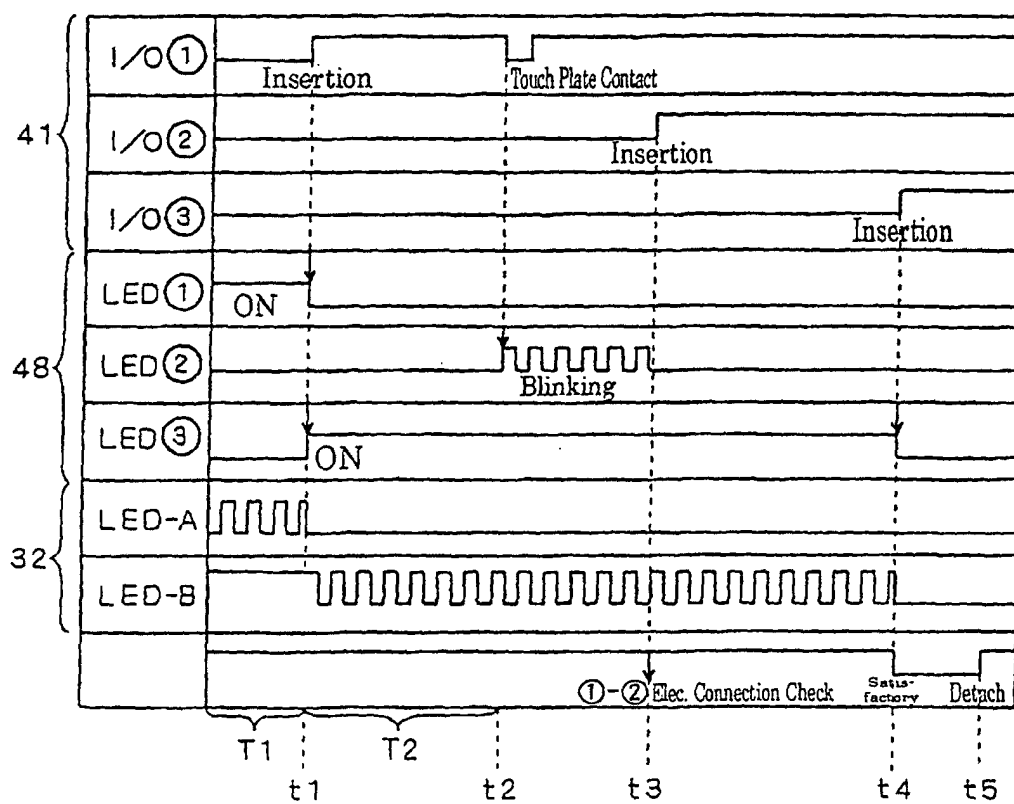 I/O①
Insertion
Touch Plate Contact
41
I/O②
Insertion
I/O③
Insertion
LED①
ON
48
LED②
Blinking
LED③
ON
LED-A
32
LED-B
①-② Elec. Connection Check
Satis-
factory
Detach
T1
T2
t1
t2
t3
t4
t5